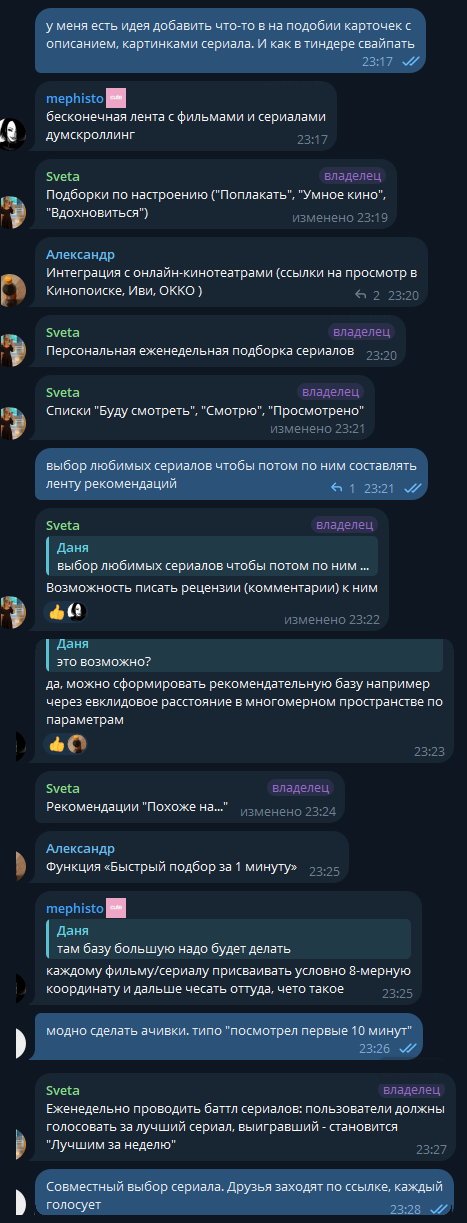 у меня есть идея добавить что-то в на подобии карточек с
описанием, картинками сериала. И как в тиндере свайпать
23:17
mephisto cute
бесконечная лента с фильмами и сериалами
думскроллинг
23:17
Sveta владелец
Подборки по настроению ("Поплакать", "Умное кино",
"Вдохновиться")
изменено 23:19
Александр
Интеграция с онлайн-кинотеатрами (ссылки на просмотр в
Кинопоиске, Иви, ОККО )
2 23:20
Sveta владелец
Персональная еженедельная подборка сериалов 23:20
Sveta владелец
Списки "Буду смотреть", "Смотрю", "Просмотрено"
изменено 23:21
выбор любимых сериалов чтобы потом по ним составлять
ленту рекомендаций
1 23:21
Sveta владелец
Даня
выбор любимых сериалов чтобы потом по ним ...
Возможность писать рецензии (комментарии) к ним
изменено 23:22
Даня
это возможно?
да, можно сформировать рекомендательную базу например
через евклидовое расстояние в многомерном пространстве по
параметрам
23:23
Sveta владелец
Рекомендации "Похоже на..." изменено 23:24
Александр
Функция «Быстрый подбор за 1 минуту» 23:25
mephisto cute
Даня
там базу большую надо будет делать
каждому фильму/сериалу присваивать условно 8-мерную
координату и дальше чесать оттуда, чето такое
23:25
модно сделать ачивки. типо "посмотрел первые 10 минут"
23:26
Sveta владелец
Еженедельно проводить баттл сериалов: пользователи должны
голосовать за лучший сериал, выигравший - становится
"Лучшим за неделю"
23:27
Совместный выбор сериала. Друзья заходят по ссылке, каждый
голосует
23:28